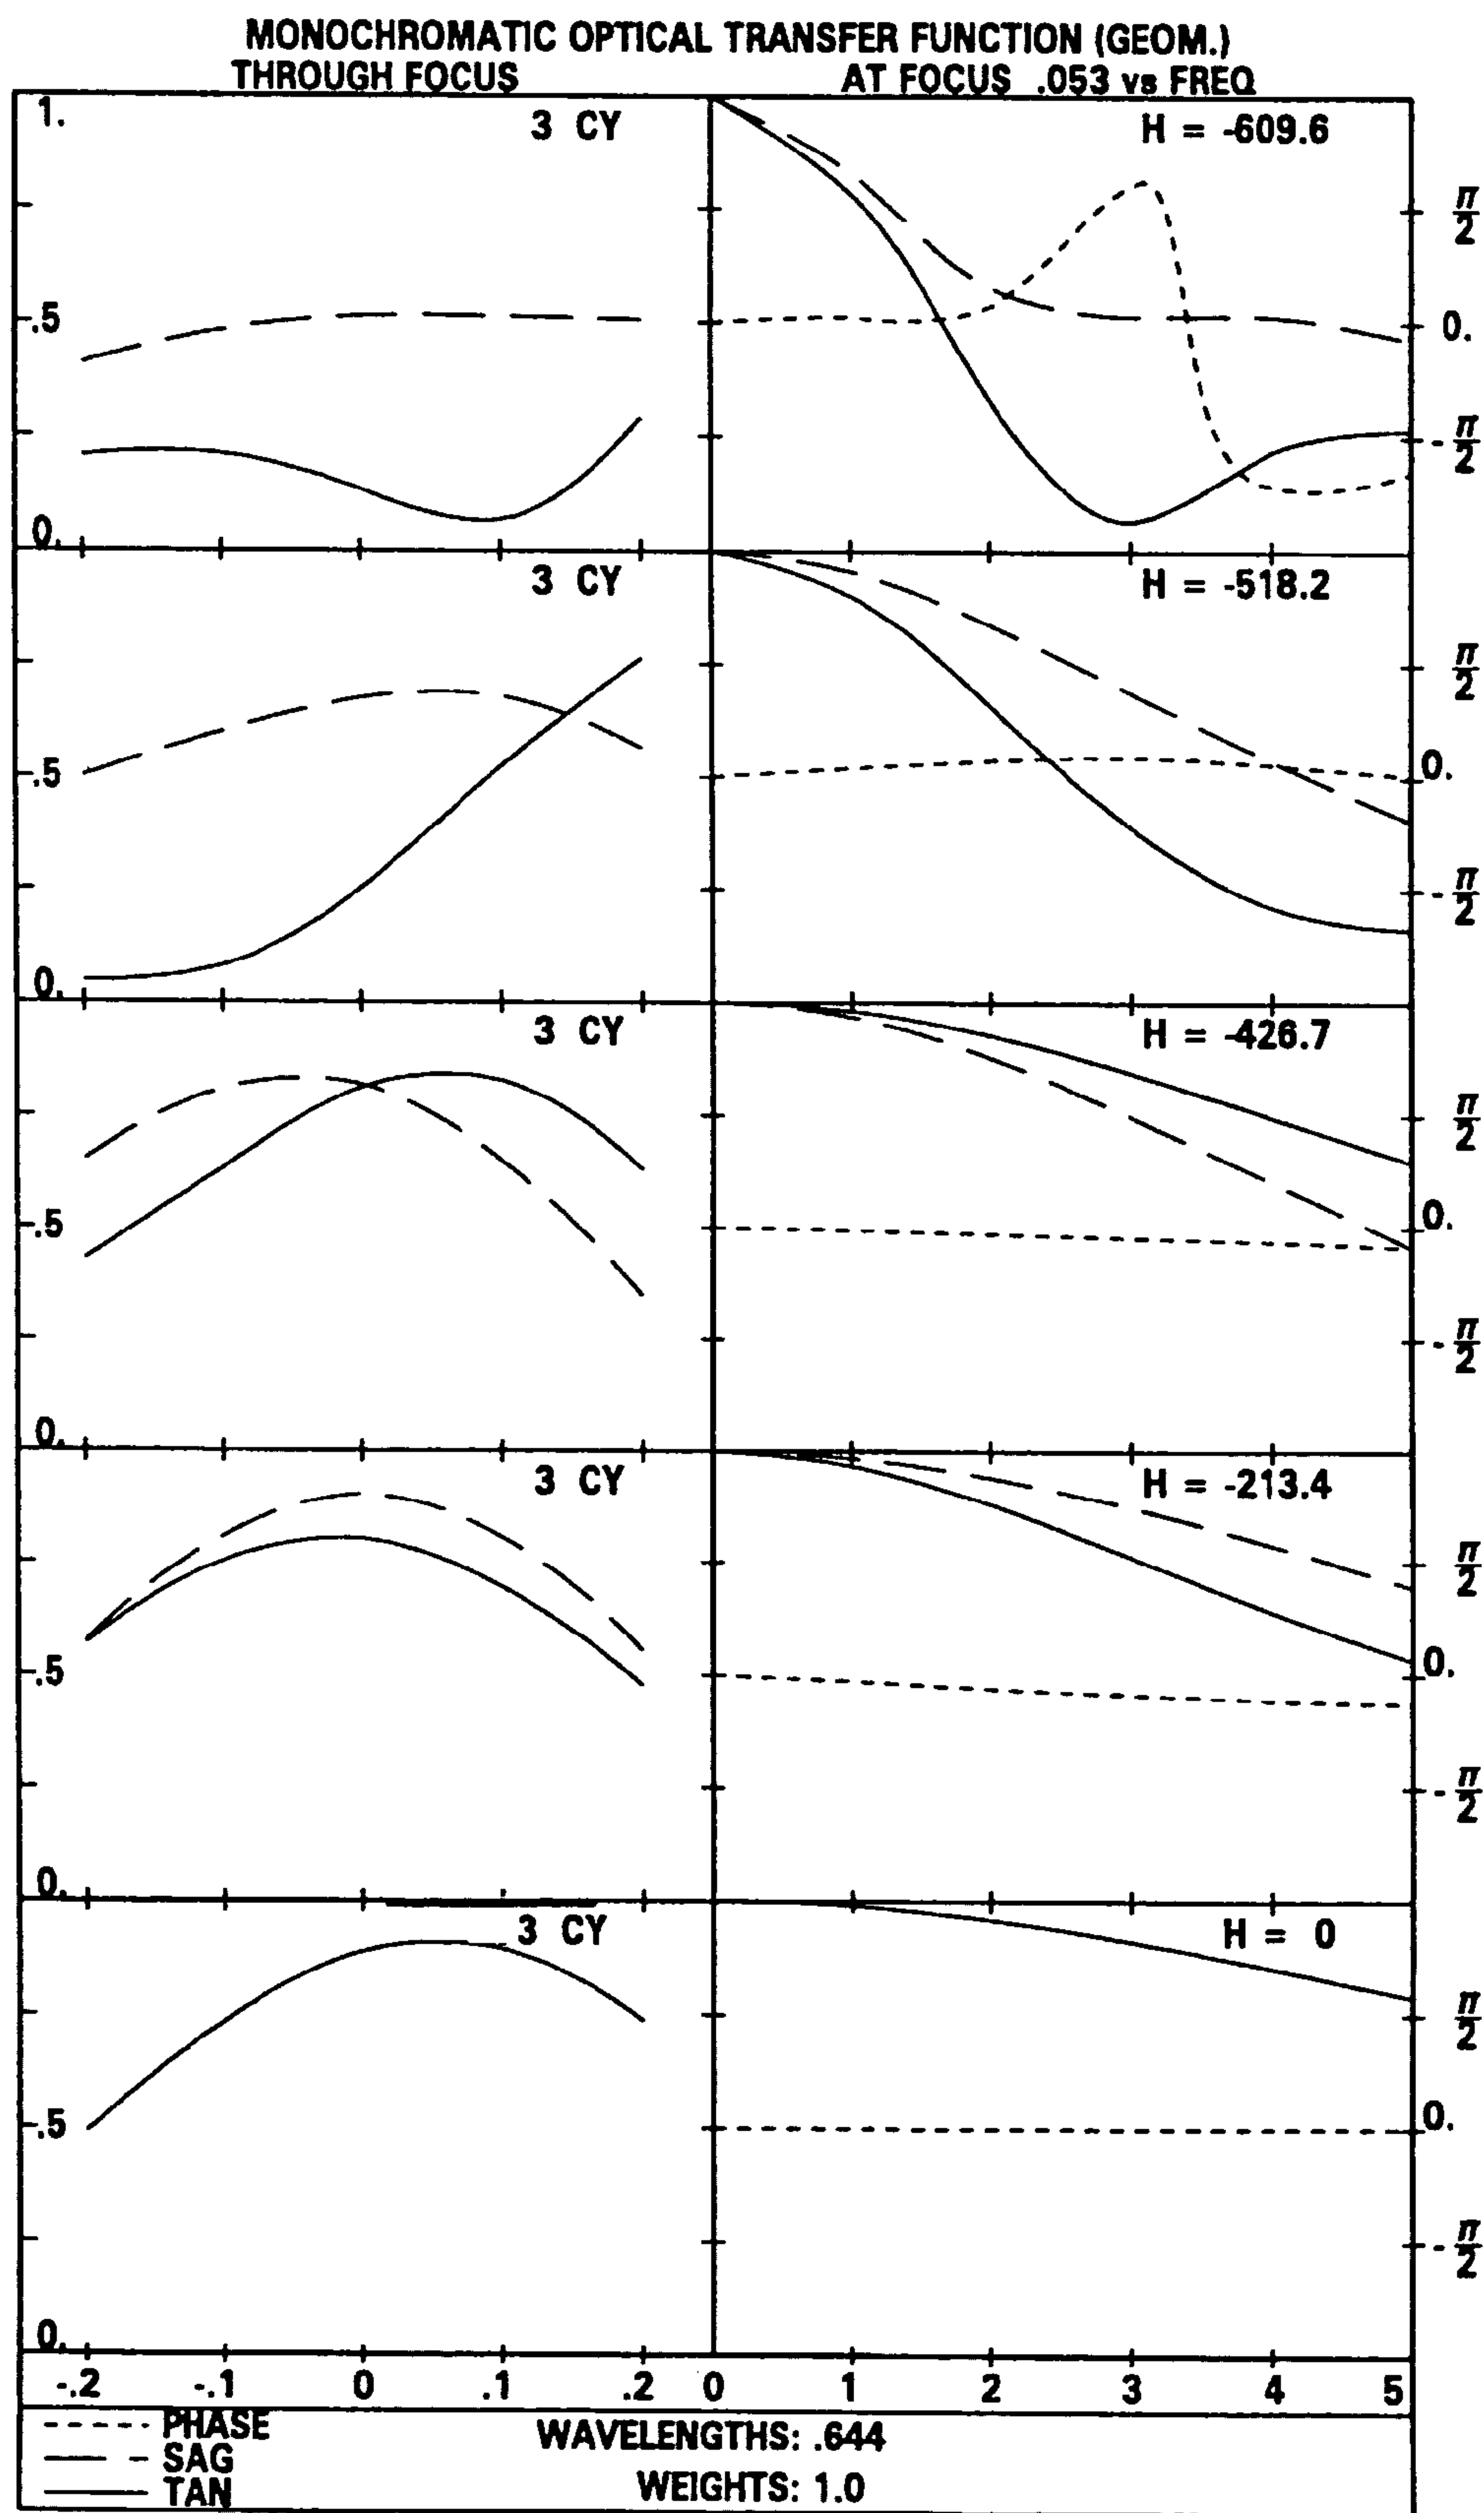 MONOCHROMATIC OPTICAL TRANSFER FUNCTION (GEOM.)
THROUGH FOCUS AT FOCUS .053 vs FREQ
1. 3 CY H = -609.6
π/2
.5 0.
-π/2
0. 3 CY H = -518.2
π/2
.5 0.
-π/2
0. 3 CY H = -426.7
π/2
.5 0.
-π/2
0. 3 CY H = -213.4
π/2
.5 0.
-π/2
0. 3 CY H = 0
π/2
.5 0.
-π/2
0.
-.2 -.1 0 .1 .2 0 1 2 3 4 5
PHASE WAVELENGTHS: .644
SAG
TAN WEIGHTS: 1.0